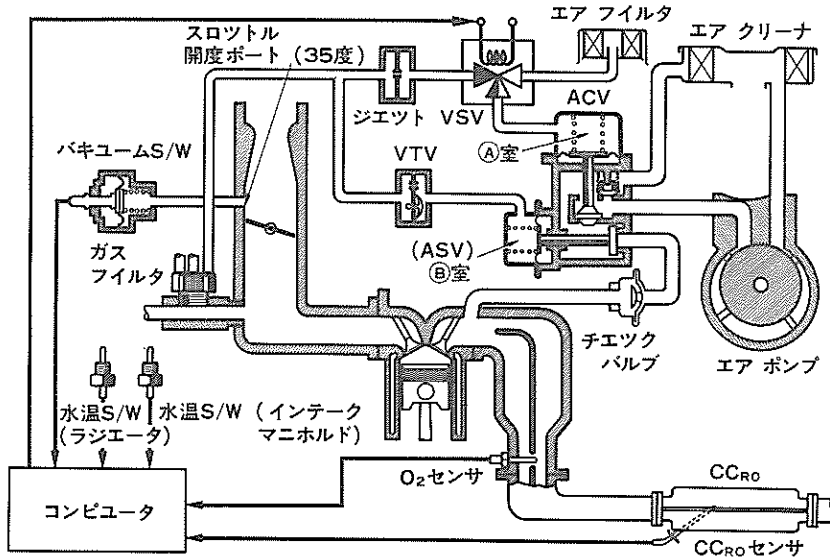 スロツトル
開度ポート (35度)
エア フイルタ
エア クリーナ
ジエツト
VSV
ACV
Ⓐ室
バキユームS/W
VTV
(ASV)
Ⓑ室
ガス
フイルタ
チエツク
バルブ
エア ポンプ
水温S/W
(ラジエータ)
水温S/W (インテーク
マニホルド)
O₂センサ
CCRO
コンピユータ
CCROセンサ